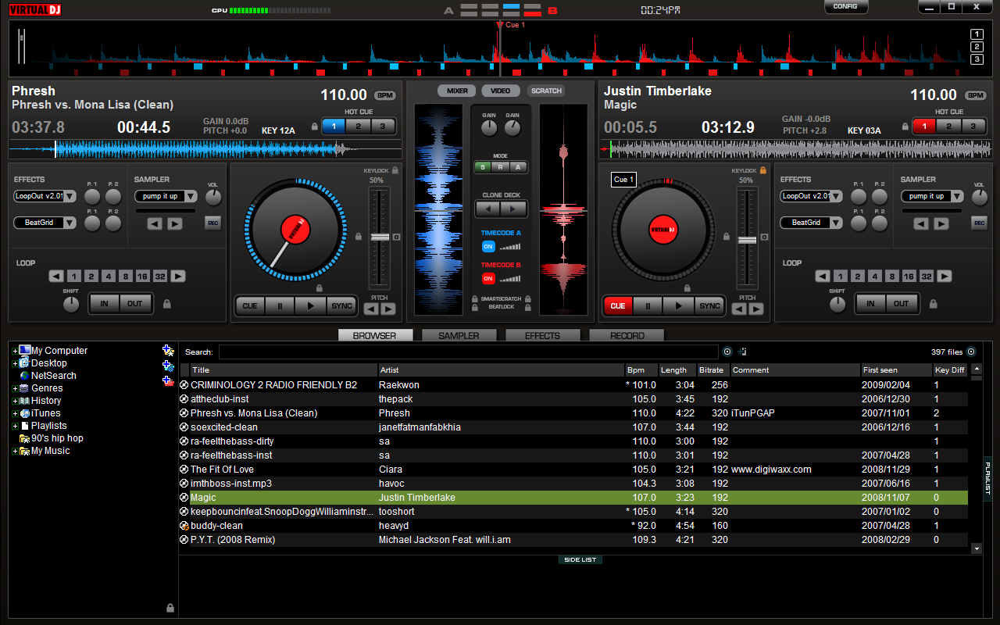 VIRTUAL DJ
CPU
A B
00:24PM
CONFIG
X
Cue 1
1
2
3
Phresh
Phresh vs. Mona Lisa (Clean)
110.00 BPM
HOT CUE
03:37.8 00:44.5 GAIN 0.0dB
PITCH +0.0 KEY 12A 1 2 3
MIXER VIDEO SCRATCH
GAIN GAIN
MODE
S R A
CLONE DECK
TIMECODE A
ON
TIMECODE B
ON
SMARTSCRATCH
BEATLOCK
Justin Timberlake
Magic
110.00 BPM
HOT CUE
00:05.5 03:12.9 GAIN -0.0dB
PITCH +2.8 KEY 03A 1 2 3
EFFECTS SAMPLER
P. 1 P. 2 VOL
LoopOut v2.01 pump it up
P. 1 P. 2
BeatGrid REC
LOOP
1 2 4 8 16 32
SHIFT
IN OUT
KEYLOCK
50%
VIRTUAL DJ
PITCH
CUE SYNC
Cue 1
KEYLOCK
50%
VIRTUAL DJ
PITCH
CUE SYNC
EFFECTS SAMPLER
P. 1 P. 2 VOL
LoopOut v2.01 pump it up
P. 1 P. 2
BeatGrid REC
LOOP
1 2 4 8 16 32
SHIFT
IN OUT
BROWSER SAMPLER EFFECTS RECORD
My Computer
Desktop
NetSearch
Genres
History
iTunes
Playlists
90's hip hop
My Music
Search: 397 files
Title Artist Bpm Length Bitrate Comment First seen Key Diff
CRIMINOLOGY 2 RADIO FRIENDLY B2 Raekwon * 101.0 3:04 256 2009/02/04 1
attheclub-inst thepack 105.0 3:45 192 2006/12/30 1
Phresh vs. Mona Lisa (Clean) Phresh 110.0 4:22 320 iTunPGAP 2007/11/01 2
soexcited-clean janetfatmanfabkhia 107.0 3:44 192 2006/12/16 1
ra-feelthebass-dirty sa 110.0 3:00 192 1
ra-feelthebass-inst sa 110.0 3:01 192 2007/04/28 1
The Fit Of Love Ciara 105.0 3:21 192 www.digiwaxx.com 2008/11/29 1
imthboss-inst.mp3 havoc 104.3 3:08 192 2007/06/16 1
Magic Justin Timberlake 107.0 3:23 192 2008/11/07 0
keepbouncinfeat.SnoopDoggWilliaminstr... tooshort * 105.0 4:14 320 2007/01/02 0
buddy-clean heavyd * 92.0 4:54 160 2007/04/28 1
P.Y.T. (2008 Remix) Michael Jackson Feat. will.i.am 109.3 4:21 320 2008/02/29 0
PLAYLIST
SIDE LIST